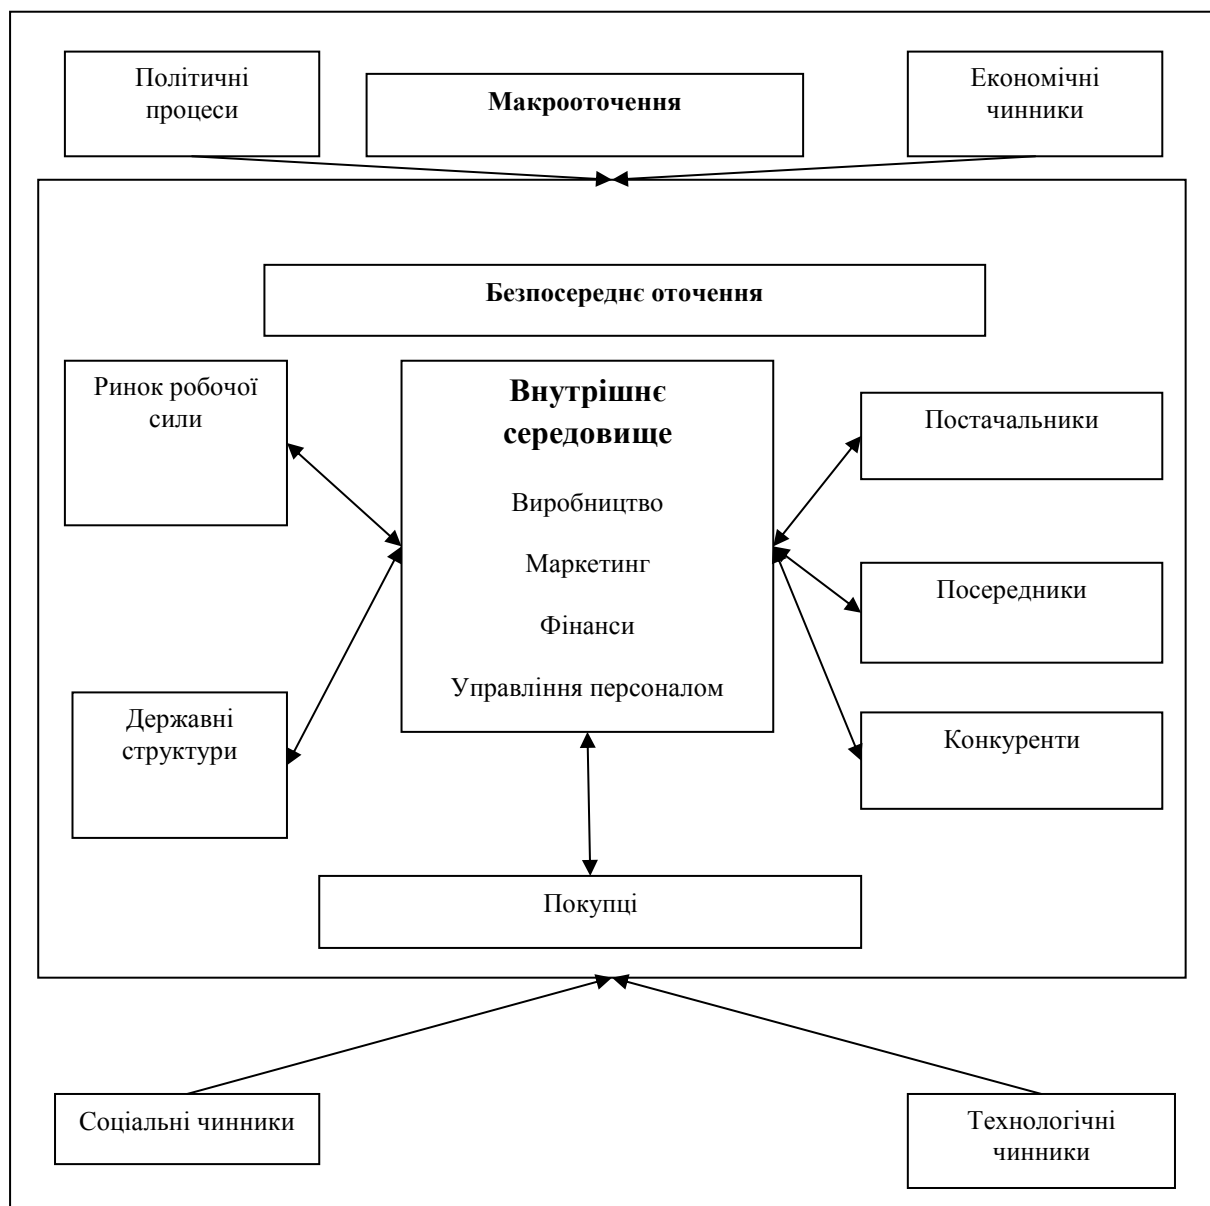 Політичні
процеси
Макрооточення
Економічні
чинники
Безпосереднє оточення
Ринок робочої
сили
Внутрішнє
середовище
Виробництво
Маркетинг
Фінанси
Управління персоналом
Постачальники
Посередники
Державні
структури
Конкуренти
Покупці
Соціальні чинники
Технологічні
чинники